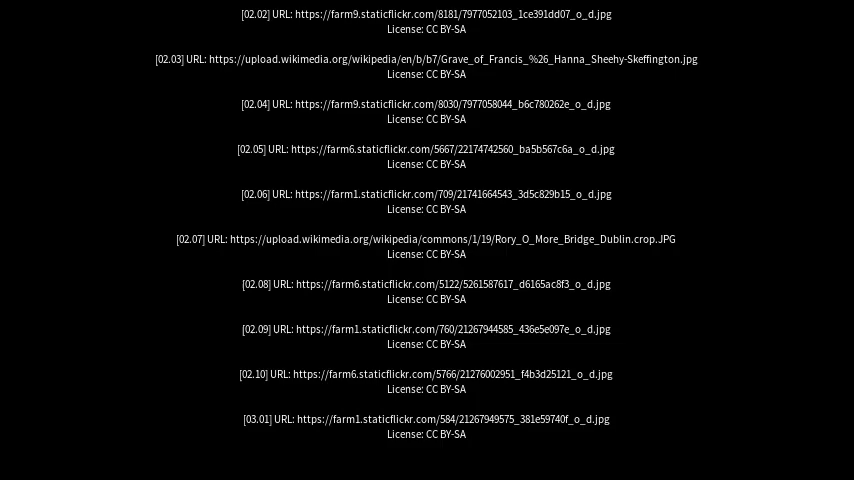 [02.02] URL: https://farm9.staticflickr.com/8181/7977052103_1ce391dd07_o_d.jpg
License: CC BY-SA
[02.03] URL: https://upload.wikimedia.org/wikipedia/en/b/b7/Grave_of_Francis_%26_Hanna_Sheehy-Skeffington.jpg
License: CC BY-SA
[02.04] URL: https://farm9.staticflickr.com/8030/7977058044_b6c780262e_o_d.jpg
License: CC BY-SA
[02.05] URL: https://farm6.staticflickr.com/5667/22174742560_ba5b567c6a_o_d.jpg
License: CC BY-SA
[02.06] URL: https://farm1.staticflickr.com/709/21741664543_3d5c829b15_o_d.jpg
License: CC BY-SA
[02.07] URL: https://upload.wikimedia.org/wikipedia/commons/1/19/Rory_O_More_Bridge_Dublin.crop.JPG
License: CC BY-SA
[02.08] URL: https://farm6.staticflickr.com/5122/5261587617_d6165ac8f3_o_d.jpg
License: CC BY-SA
[02.09] URL: https://farm1.staticflickr.com/760/21267944585_436e5e097e_o_d.jpg
License: CC BY-SA
[02.10] URL: https://farm6.staticflickr.com/5766/21276002951_f4b3d25121_o_d.jpg
License: CC BY-SA
[03.01] URL: https://farm1.staticflickr.com/584/21267949575_381e59740f_o_d.jpg
License: CC BY-SA